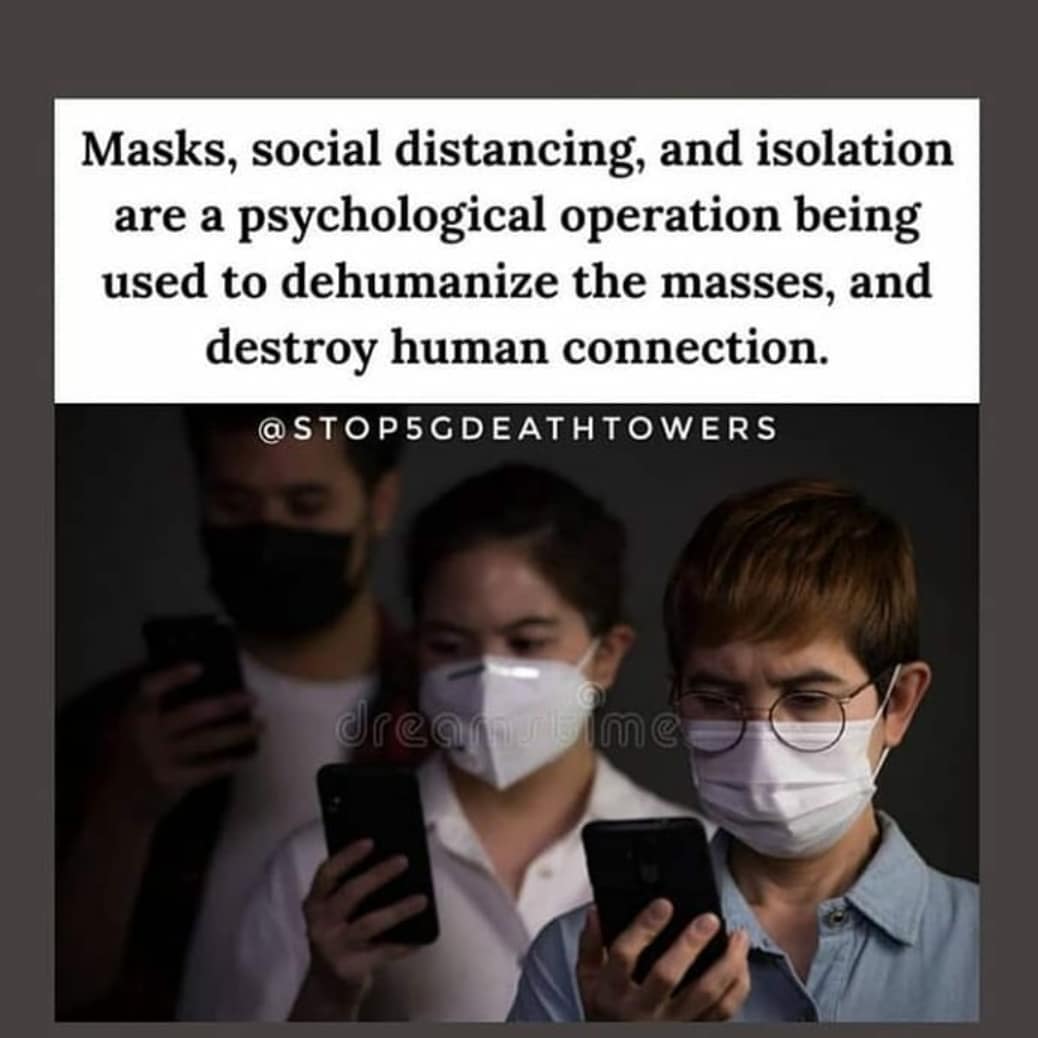 Masks, social distancing, and isolation
are a psychological operation being
used to dehumanize the masses, and
destroy human connection.
@STOP5GDEATHTOWERS
dreamstime